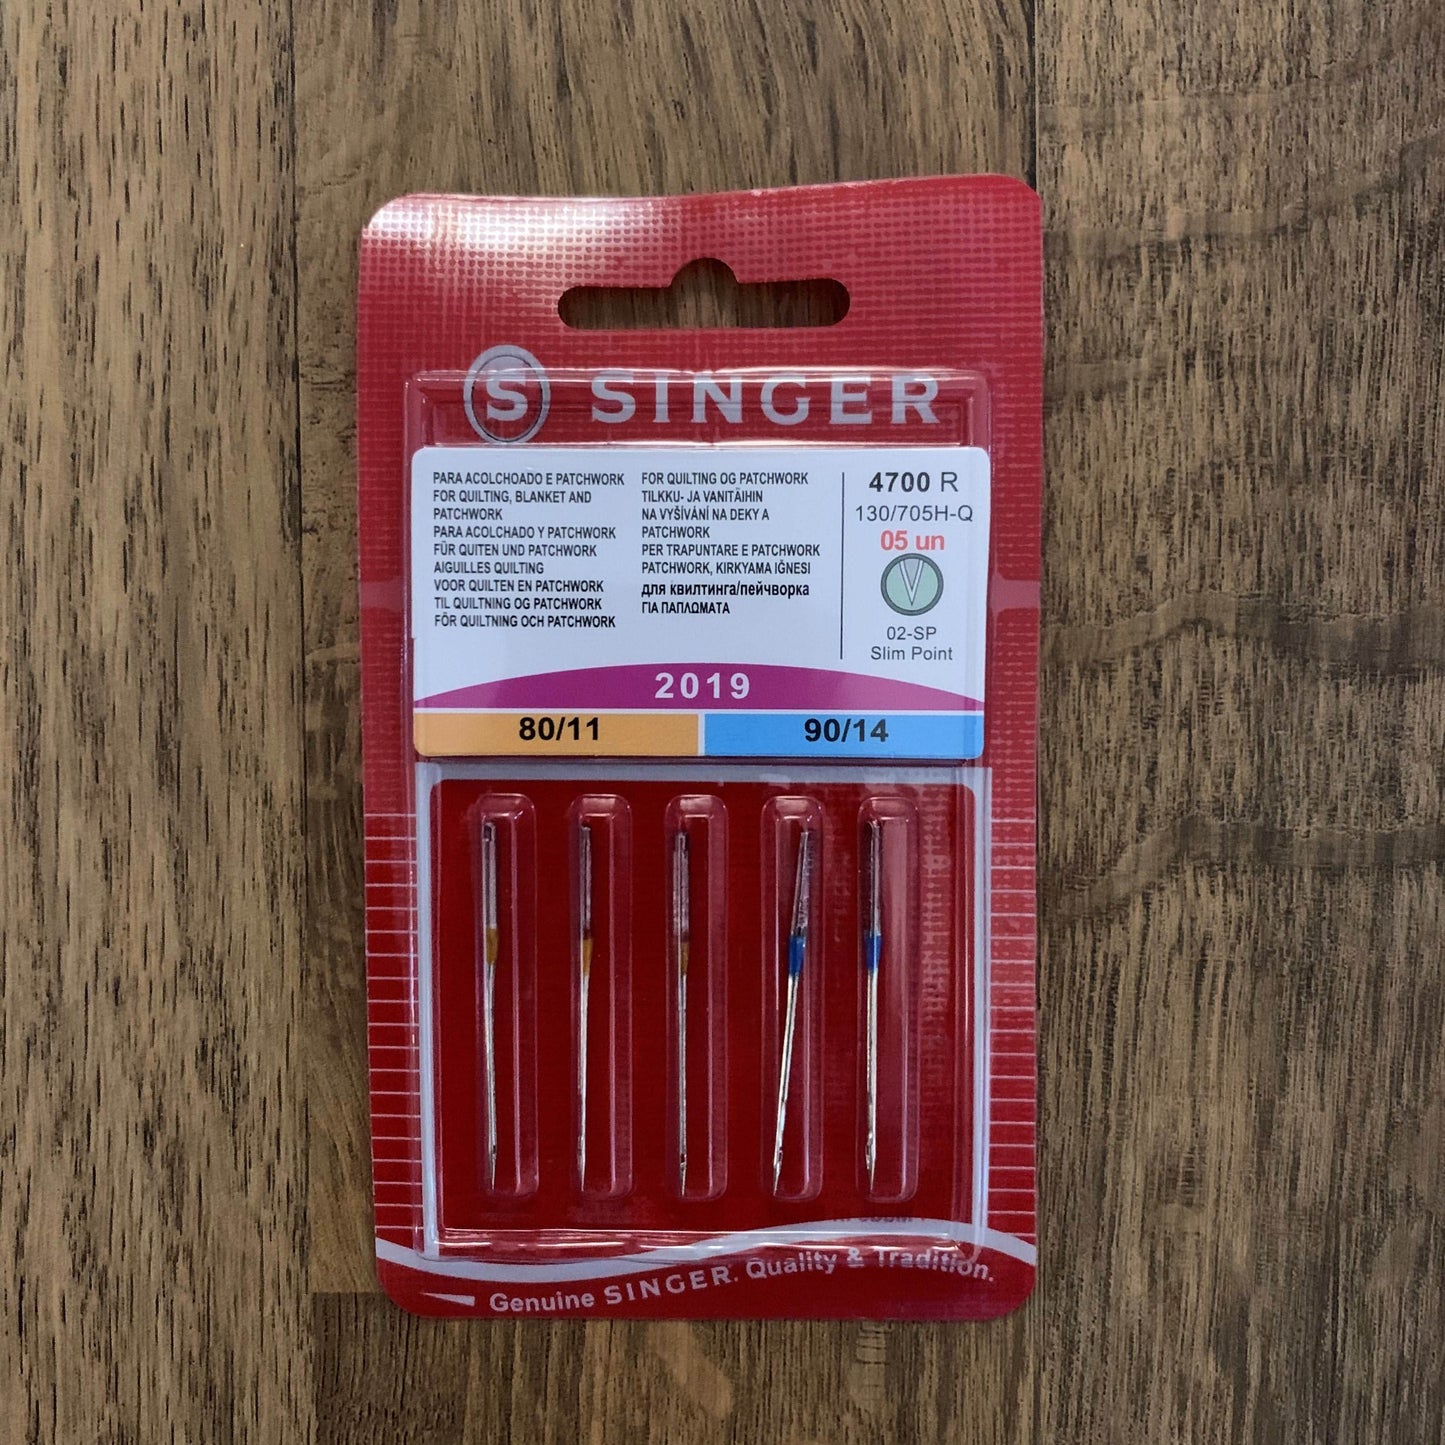 S SINGER
PARA ACOLCHOADO E PATCHWORK
FOR QUILTING, BLANKET AND
PATCHWORK
PARA ACOLCHADO Y PATCHWORK
FÜR QUITEN UND PATCHWORK
AIGUILLES QUILTING
VOOR QUILTEN EN PATCHWORK
TIL QUILTNING OG PATCHWORK
FÖR QUILTNING OCH PATCHWORK
FOR QUILTING OG PATCHWORK
TILKKU- JA VANITÄIHIN
NA VYŠÍVÁNÍ NA DEKY A
PATCHWORK
PER TRAPUNTARE E PATCHWORK
PATCHWORK, KIRKYAMA IĞNESI
для квилтинга/пейчворка
ΓΙΑ ΠΑΠΛΩΜΑΤΑ
4700 R
130/705H-Q
05 un
02-SP
Slim Point
2019
80/11
90/14
Genuine SINGER. Quality & Tradition.